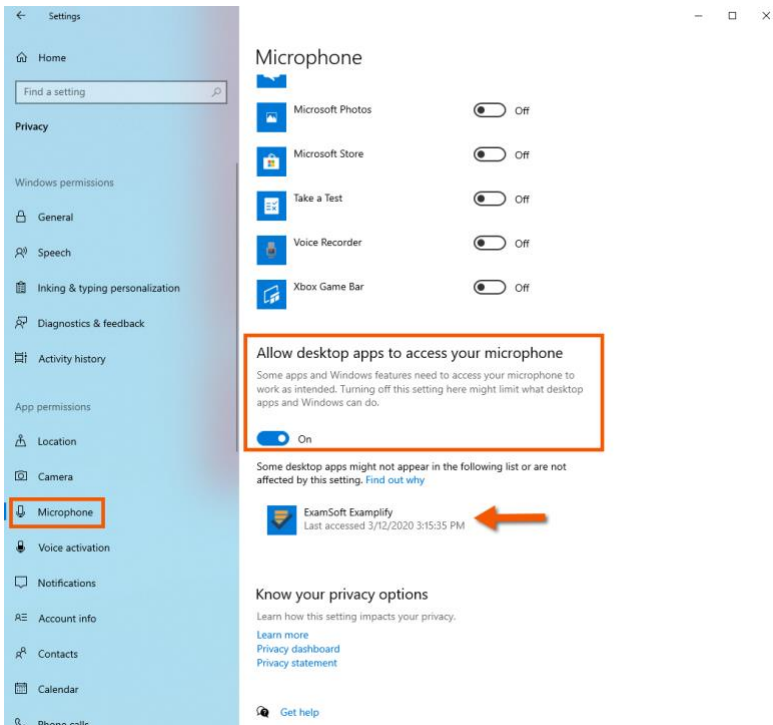 Settings
Home
Find a setting
Privacy
Windows permissions
General
Speech
Inking & typing personalization
Diagnostics & feedback
Activity history
App permissions
Location
Camera
Microphone
Voice activation
Notifications
Account info
Contacts
Calendar
Phone calls
Microphone
Microsoft Photos
Off
Microsoft Store
Off
Take a Test
Off
Voice Recorder
Off
Xbox Game Bar
Off
Allow desktop apps to access your microphone
Some apps and Windows features need to access your microphone to
work as intended. Turning off this setting here might limit what desktop
apps and Windows can do.
On
Some desktop apps might not appear in the following list or are not
affected by this setting. Find out why
ExamSoft Examplify
Last accessed 3/12/2020 3:15:35 PM
Know your privacy options
Learn how this setting impacts your privacy.
Learn more
Privacy dashboard
Privacy statement
Get help